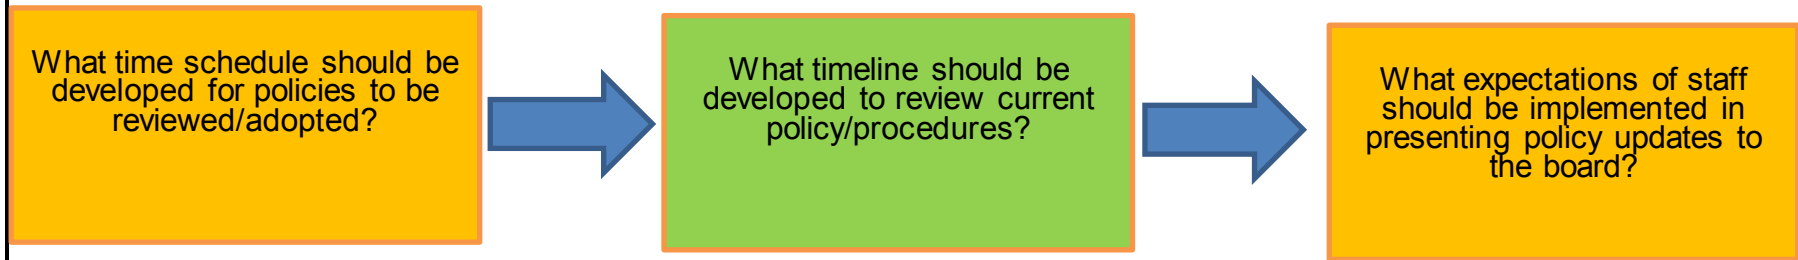 What time schedule should be
developed for policies to be
reviewed/adopted?
What timeline should be
developed to review current
policy/procedures?
What expectations of staff
should be implemented in
presenting policy updates to
the board?